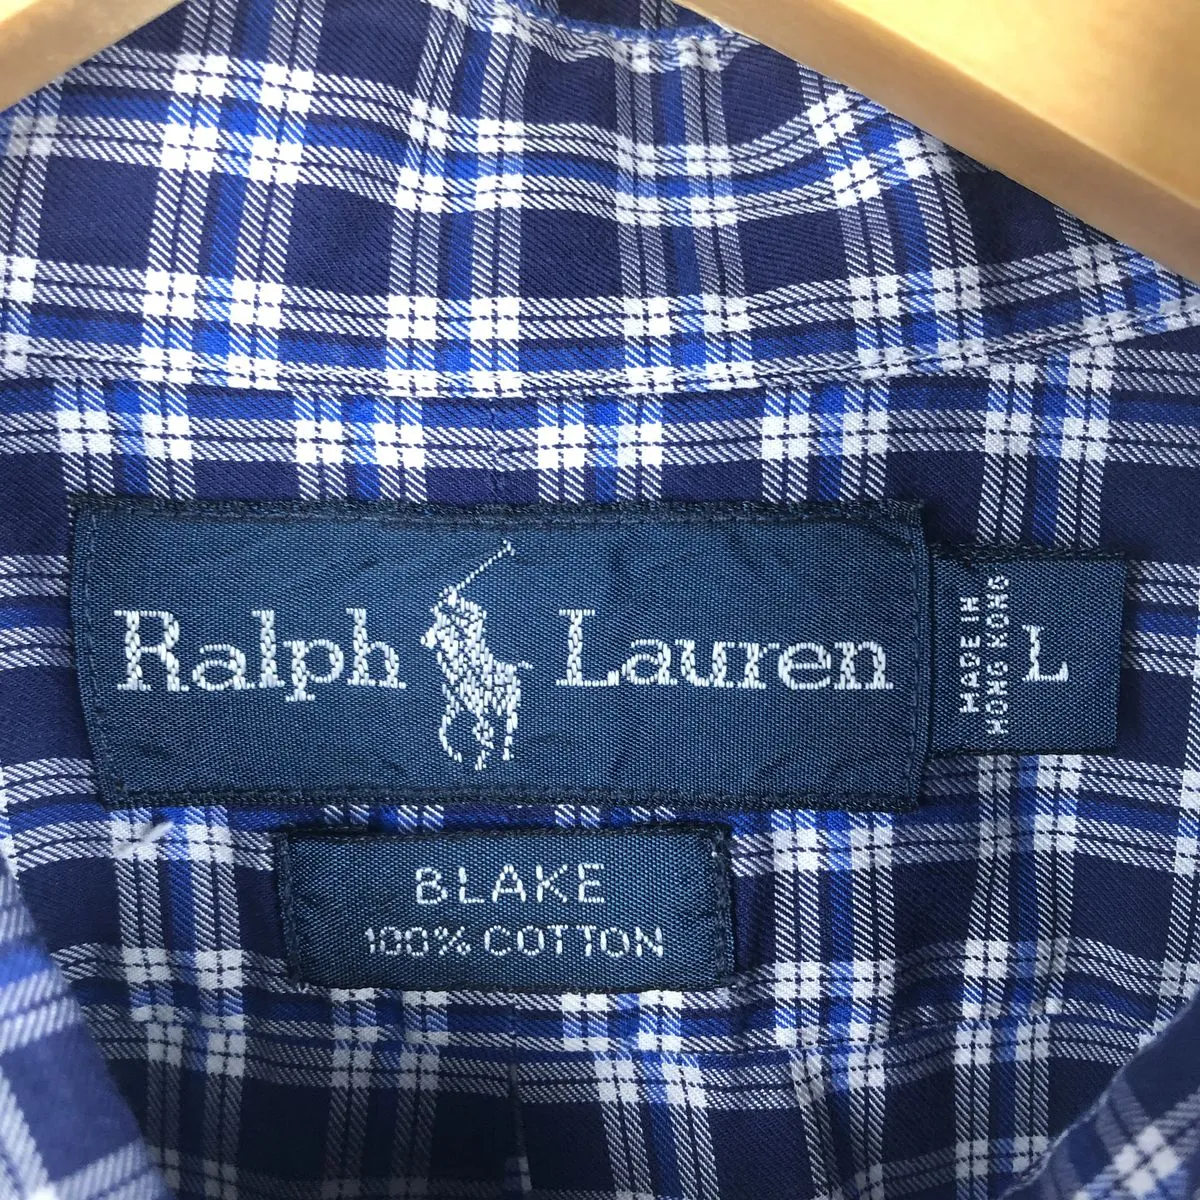 Ralph Lauren
MADE IN
HONG KONG
L
BLAKE
100% COTTON